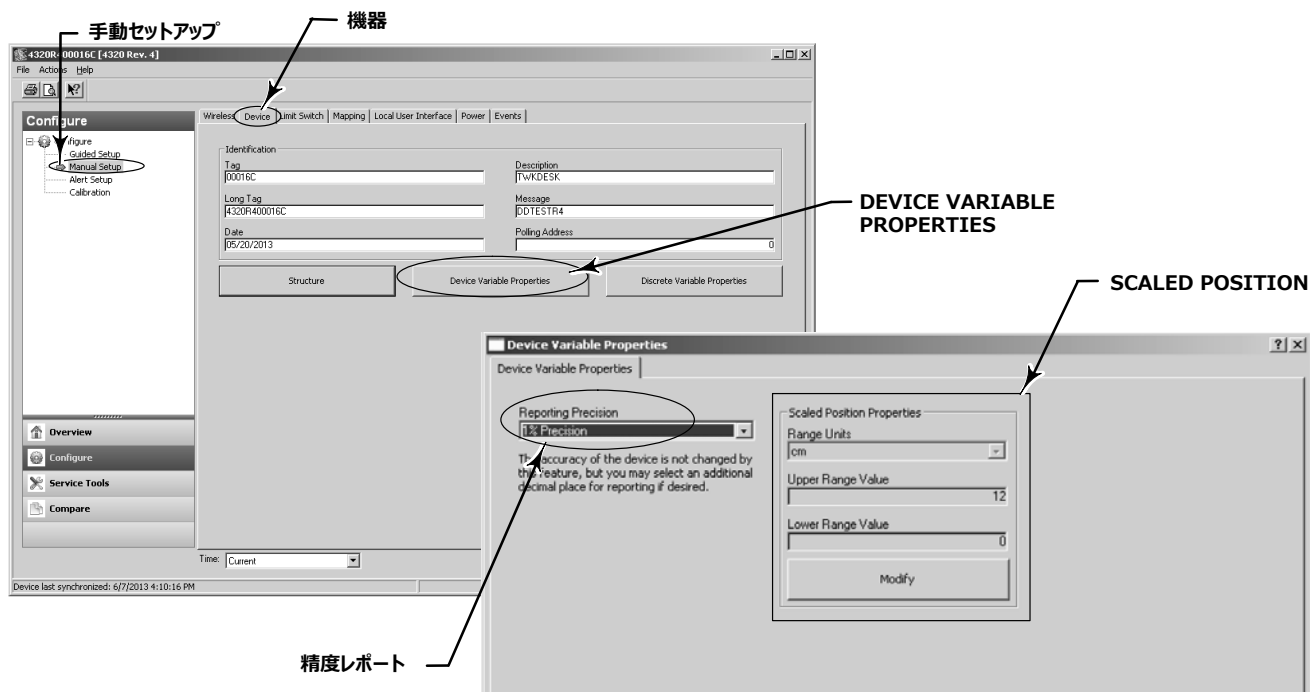 手動セットアップ
機器
4320R400016C [4320 Rev. 4]
File Actions Help
Configure
Wireless Device Limit Switch Mapping Local User Interface Power Events
Configure
Guided Setup
Manual Setup
Alert Setup
Calibration
Identification
Tag
00016C
Description
TWKDESK
Long Tag
4320R400016C
Message
DDTESTR4
Date
05/20/2013
Polling Address
0
Structure
Device Variable Properties
Discrete Variable Properties
DEVICE VARIABLE
PROPERTIES
SCALED POSITION
Overview
Configure
Service Tools
Compare
Time: Current
Device last synchronized: 6/7/2013 4:10:16 PM
Device Variable Properties
Device Variable Properties
Reporting Precision
1% Precision
The accuracy of the device is not changed by
this feature, but you may select an additional
decimal place for reporting if desired.
Scaled Position Properties
Range Units
cm
Upper Range Value
12
Lower Range Value
0
Modify
精度レポート